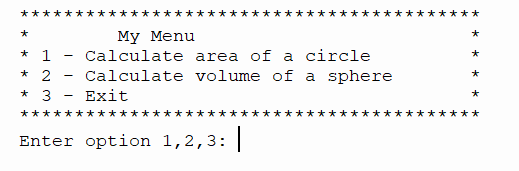 ******************************************
*        My Menu                         *
* 1 - Calculate area of a circle         *
* 2 - Calculate volume of a sphere       *
* 3 - Exit                               *
******************************************
Enter option 1,2,3: